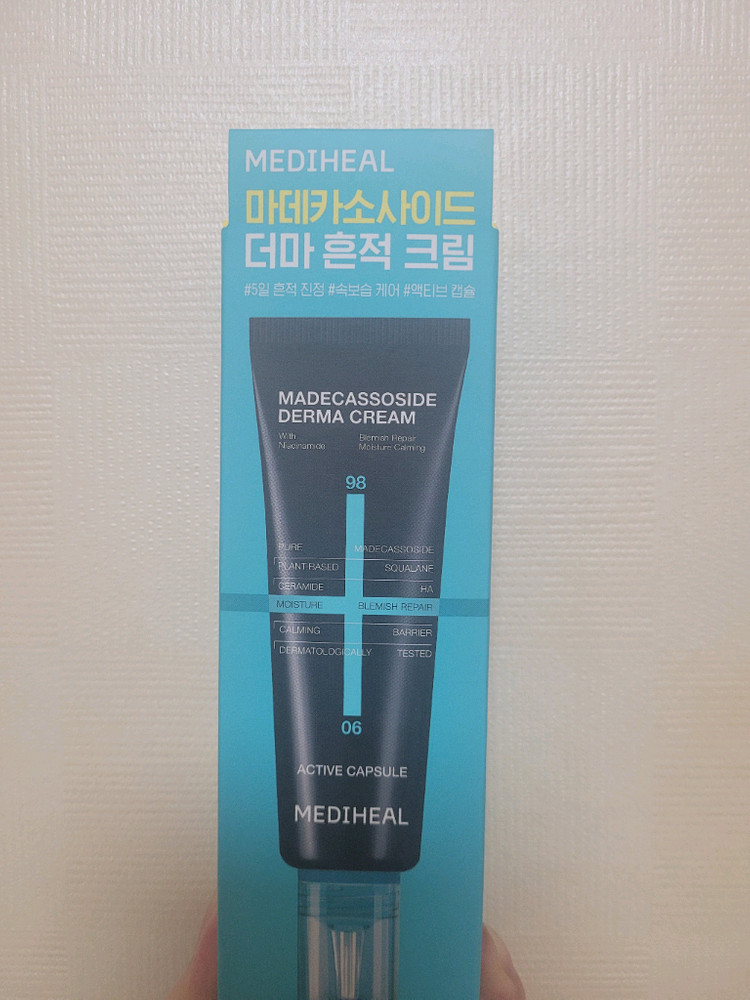 MEDIHEAL
마데카소사이드
더마 흔적 크림
#5일 흔적 진정 #속보습 케어 #액티브 캡슐
MADECASSOSIDE
DERMA CREAM
With Blemish Repair
Niacinamide Moisture Calming
98
PURE MADECASSOSIDE
PLANT-BASED SQUALANE
CERAMIDE HA
MOISTURE BLEMISH REPAIR
CALMING BARRIER
DERMATOLOGICALLY TESTED
06
ACTIVE CAPSULE
MEDIHEAL